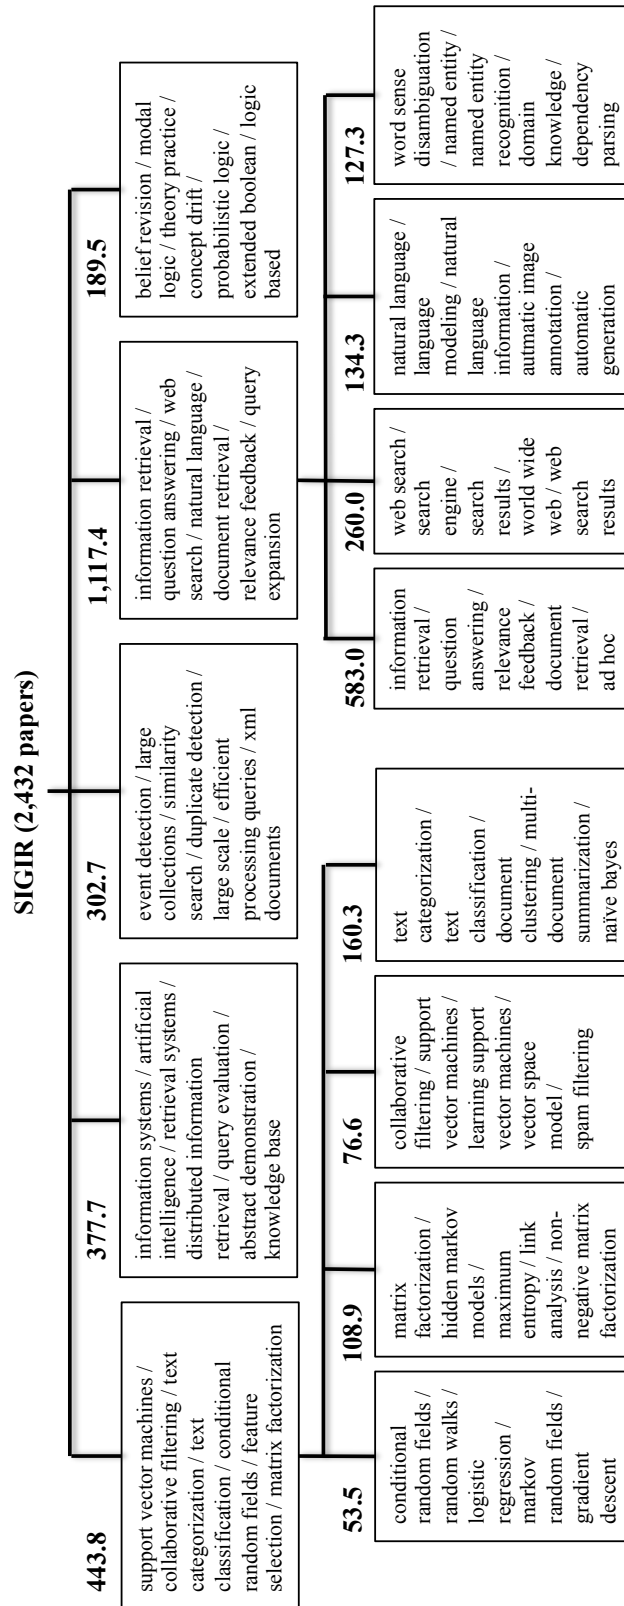 SIGIR (2,432 papers)
443.8
support vector machines /
collaborative filtering / text
categorization / text
classification / conditional
random fields / feature
selection / matrix factorization
377.7
information systems / artificial
intelligence / retrieval systems /
distributed information
retrieval / query evaluation /
abstract demonstration /
knowledge base
302.7
event detection / large
collections / similarity
search / duplicate detection /
large scale / efficient
processing queries / xml
documents
1,117.4
information retrieval /
question answering / web
search / natural language /
document retrieval /
relevance feedback / query
expansion
189.5
belief revision / modal
logic / theory practice /
concept drift /
probabilistic logic /
extended boolean / logic
based
53.5
conditional
random fields /
random walks /
logistic
regression /
markov
random fields /
gradient
descent
108.9
matrix
factorization /
hidden markov
models /
maximum
entropy / link
analysis / non-
negative matrix
factorization
76.6
collaborative
filtering / support
vector machines /
learning support
vector machines /
vector space
model /
spam filtering
160.3
text
categorization /
text
classification /
document
clustering / multi-
document
summarization /
naïve bayes
583.0
information
retrieval /
question
answering /
relevance
feedback /
document
retrieval /
ad hoc
260.0
web search /
search
engine /
search
results /
world wide
web / web
search
results
134.3
natural language /
language
modeling / natural
language
information /
autmatic image
annotation /
automatic
generation
127.3
word sense
disambiguation
/ named entity /
named entity
recognition /
domain
knowledge /
dependency
parsing